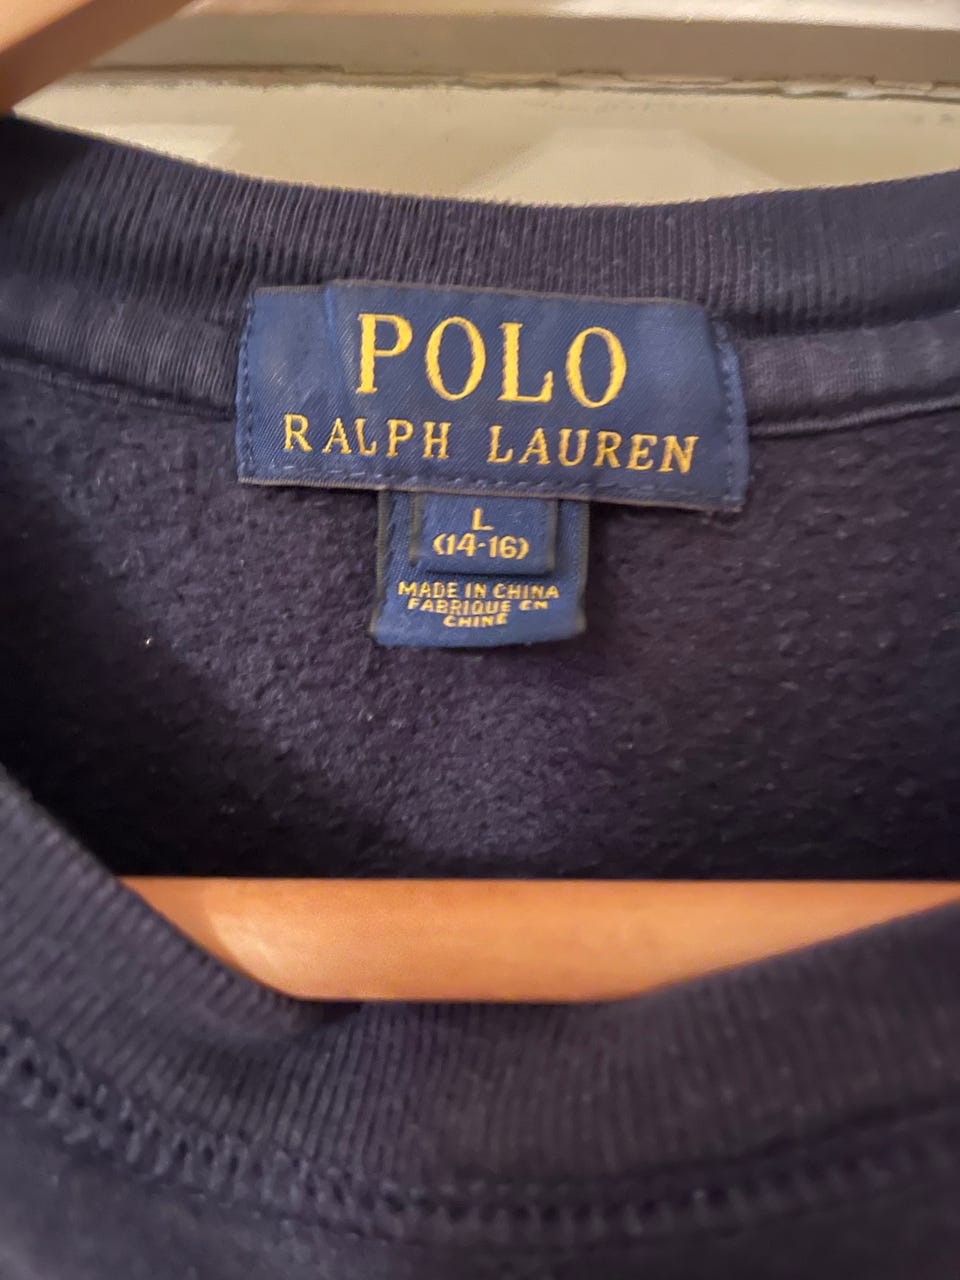 POLO
RALPH LAUREN
L
(14-16)
MADE IN CHINA
FABRIQUE EN
CHINE